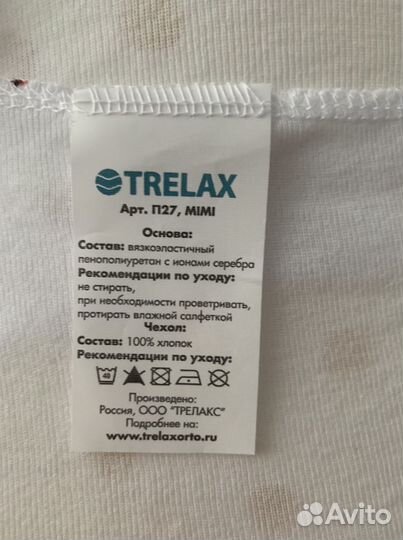 TRELAX
Арт. П27, MIMI
Основа:
Состав: вязкоэластичный
пенополиуретан с ионами серебра
Рекомендации по уходу:
не стирать,
при необходимости проветривать,
протирать влажной салфеткой
Чехол:
Состав: 100% хлопок
Рекомендации по уходу:
40
Произведено:
Россия, ООО "ТРЕЛАКС"
Подробнее на:
www.trelaxorto.ru
Avito